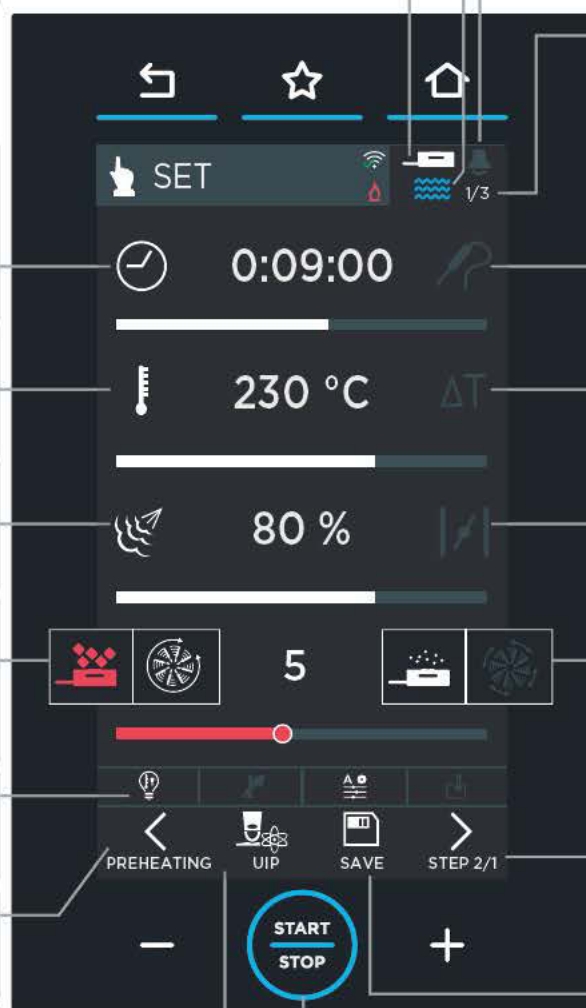 SET
1/3
0:09:00
230 °C
ΔT
80 %
5
A
PREHEATING UIP SAVE STEP 2/1
− START +
STOP